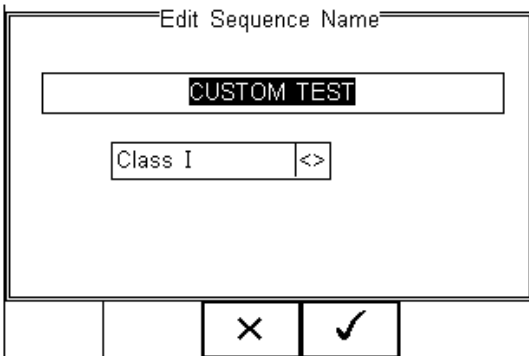 Edit Sequence Name
CUSTOM TEST
Class I <>
× ✓